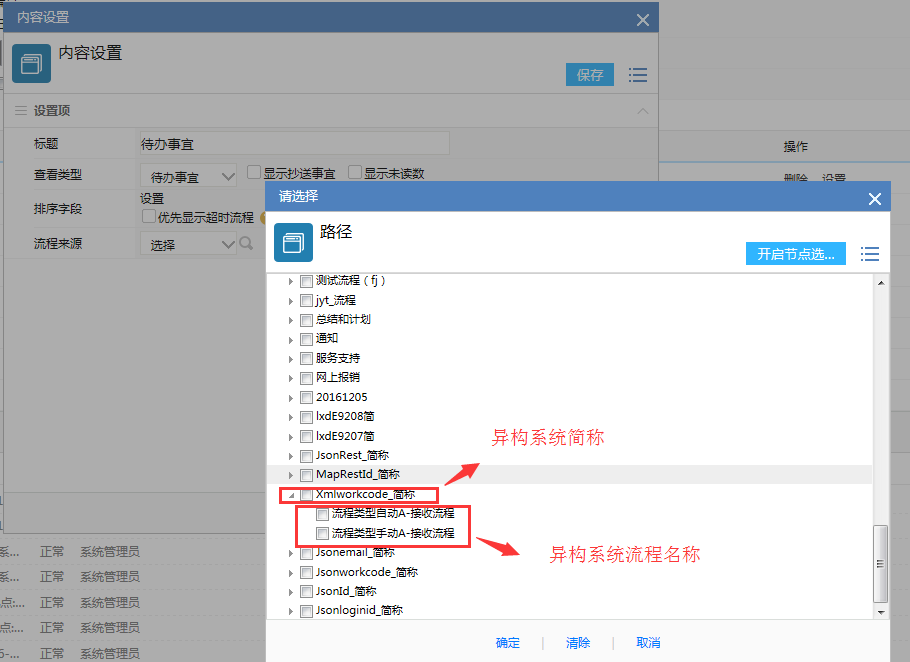 内容设置
内容设置
保存
设置项
标题 待办事宜
操作
查看类型 待办事宜 显示抄送事宜 显示未读数
删除 设置
请选择
排序字段 设置
优先显示超时流程
路径
流程来源 选择
开启节点选...
测试流程（fj）
jyt_流程
总结和计划
通知
服务支持
网上报销
20161205
lxdE9208简
lxdE9207简
异构系统简称
JsonRest_简称
MapRestId_简称
Xmlworkcode_简称
流程类型自动A-接收流程
流程类型手动A-接收流程
异构系统流程名称
Jsonemail_简称
Jsonworkcode_简称
JsonId_简称
Jsonloginid_简称
系... 正常 系统管理员
系... 正常 系统管理员
点:... 正常 系统管理员
点:... 正常 系统管理员
5-... 正常 系统管理员
确定 | 清除 | 取消